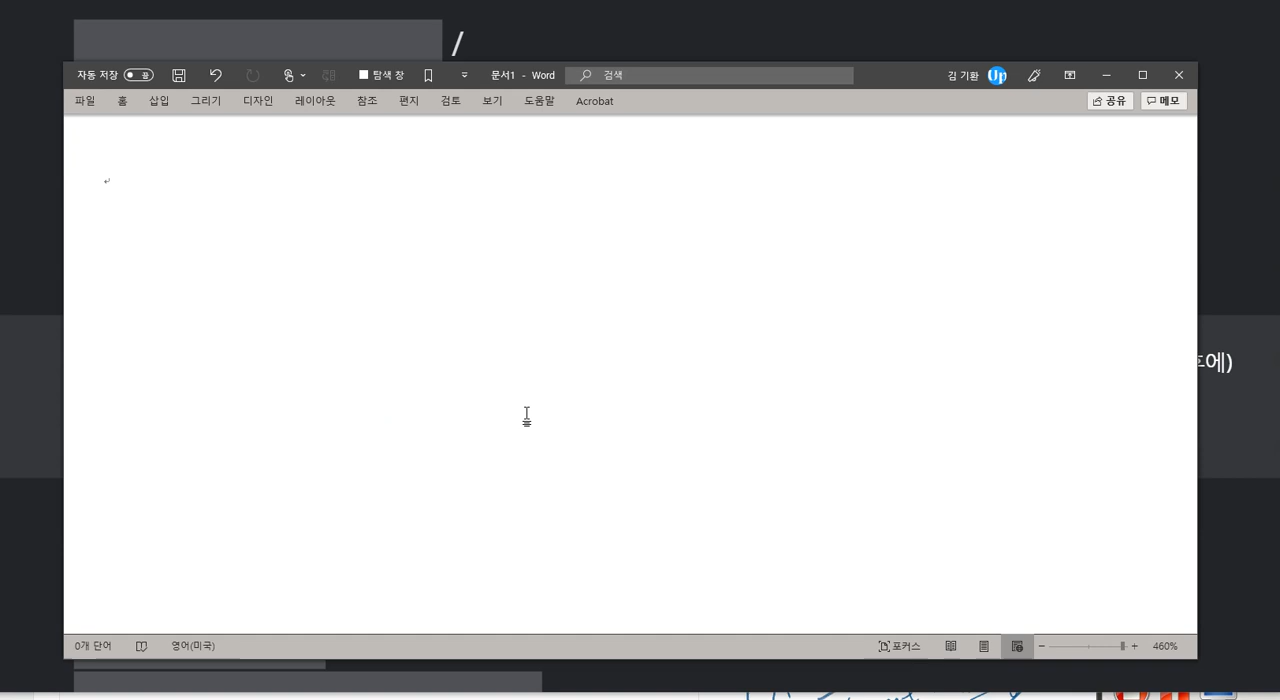 /
자동 저장 끔 탐색 창 문서1 - Word 검색 김 기환 Up
파일 홈 삽입 그리기 디자인 레이아웃 참조 편지 검토 보기 도움말 Acrobat 공유 메모
에)
0개 단어 영어(미국) 포커스 460%